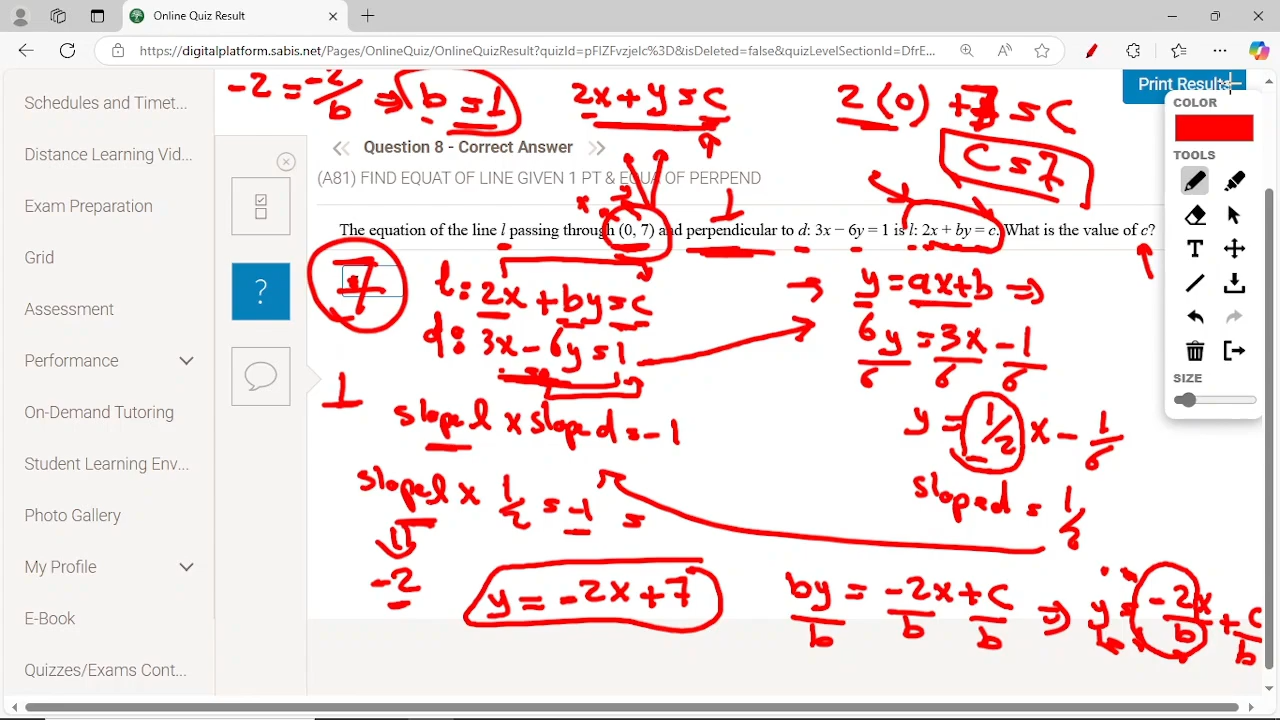 Online Quiz Result
https://digitalplatform.sabis.net/Pages/OnlineQuiz/OnlineQuizResult?quizId=pFIZFvzjeIc%3D&isDeleted=false&quizLevelSectionId=DfrE...
-2 = -2/b ⇒ b = 1
2x + y = c
2(0) + 7 = C
C = 7
Print Results
COLOR
TOOLS
SIZE
Schedules and Timet...
Distance Learning Vid...
Exam Preparation
Grid
Assessment
Performance
On-Demand Tutoring
Student Learning Env...
Photo Gallery
My Profile
E-Book
Quizzes/Exams Cont...
?
Question 8 - Correct Answer
(A81) FIND EQUAT OF LINE GIVEN 1 PT & EQUA OF PERPEND
x y
⊥
The equation of the line l passing through (0, 7) and perpendicular to d: 3x − 6y = 1 is l: 2x + by = c. What is the value of c?
7
l: 2x + by = c
d: 3x - 6y = 1
⊥
slope l x slope d = -1
slope l x 1/2 = -1 =
-2
y = -2x + 7
→ y = ax + b ⇒
6y/6 = 3x/6 - 1/6
y = 1/2 x - 1/6
slope d = 1/2
by/b = -2x/b + c/b ⇒ y = -2x/b + c/b